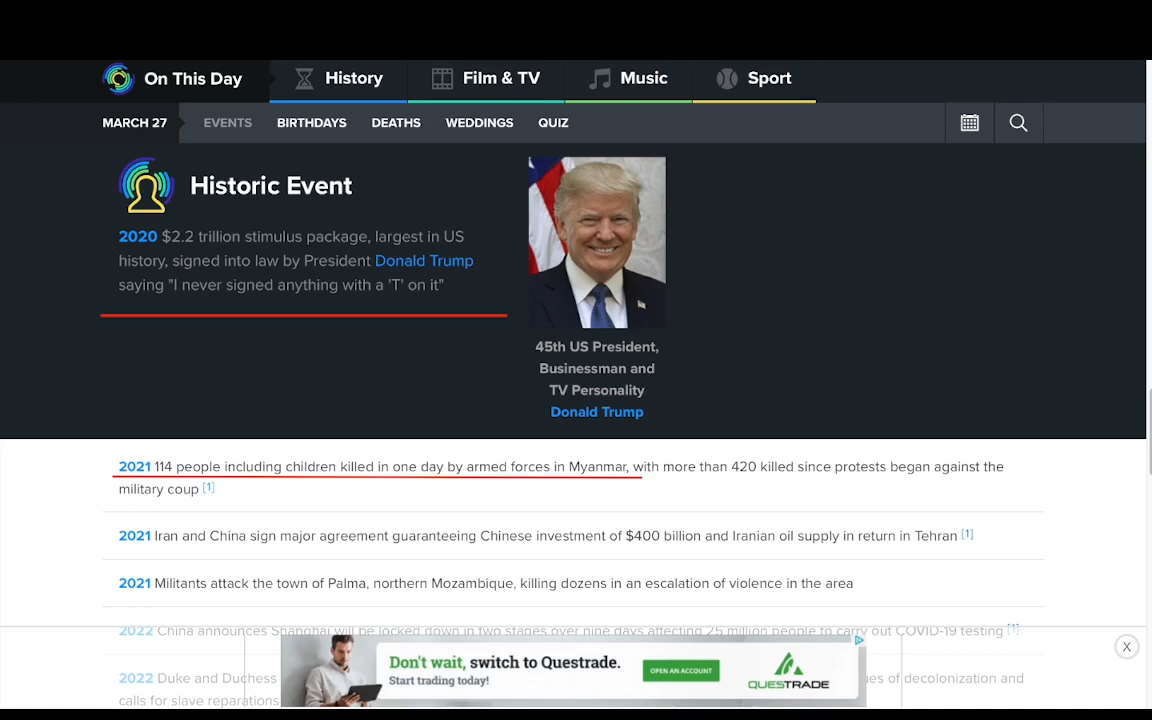 On This Day
History
Film & TV
Music
Sport
MARCH 27
EVENTS
BIRTHDAYS
DEATHS
WEDDINGS
QUIZ
Historic Event
2020 $2.2 trillion stimulus package, largest in US
history, signed into law by President Donald Trump
saying "I never signed anything with a 'T' on it"
45th US President,
Businessman and
TV Personality
Donald Trump
2021 114 people including children killed in one day by armed forces in Myanmar, with more than 420 killed since protests began against the
military coup [1]
2021 Iran and China sign major agreement guaranteeing Chinese investment of $400 billion and Iranian oil supply in return in Tehran [1]
2021 Militants attack the town of Palma, northern Mozambique, killing dozens in an escalation of violence in the area
2022 China announces Shanghai will be locked down in two stages over nine days affecting 25 million people to carry out COVID-19 testing [1]
Don't wait, switch to Questrade.
Start trading today!
OPEN AN ACCOUNT
QUESTRADE
X
2022 Duke and Duchess of decolonization and
calls for slave reparations